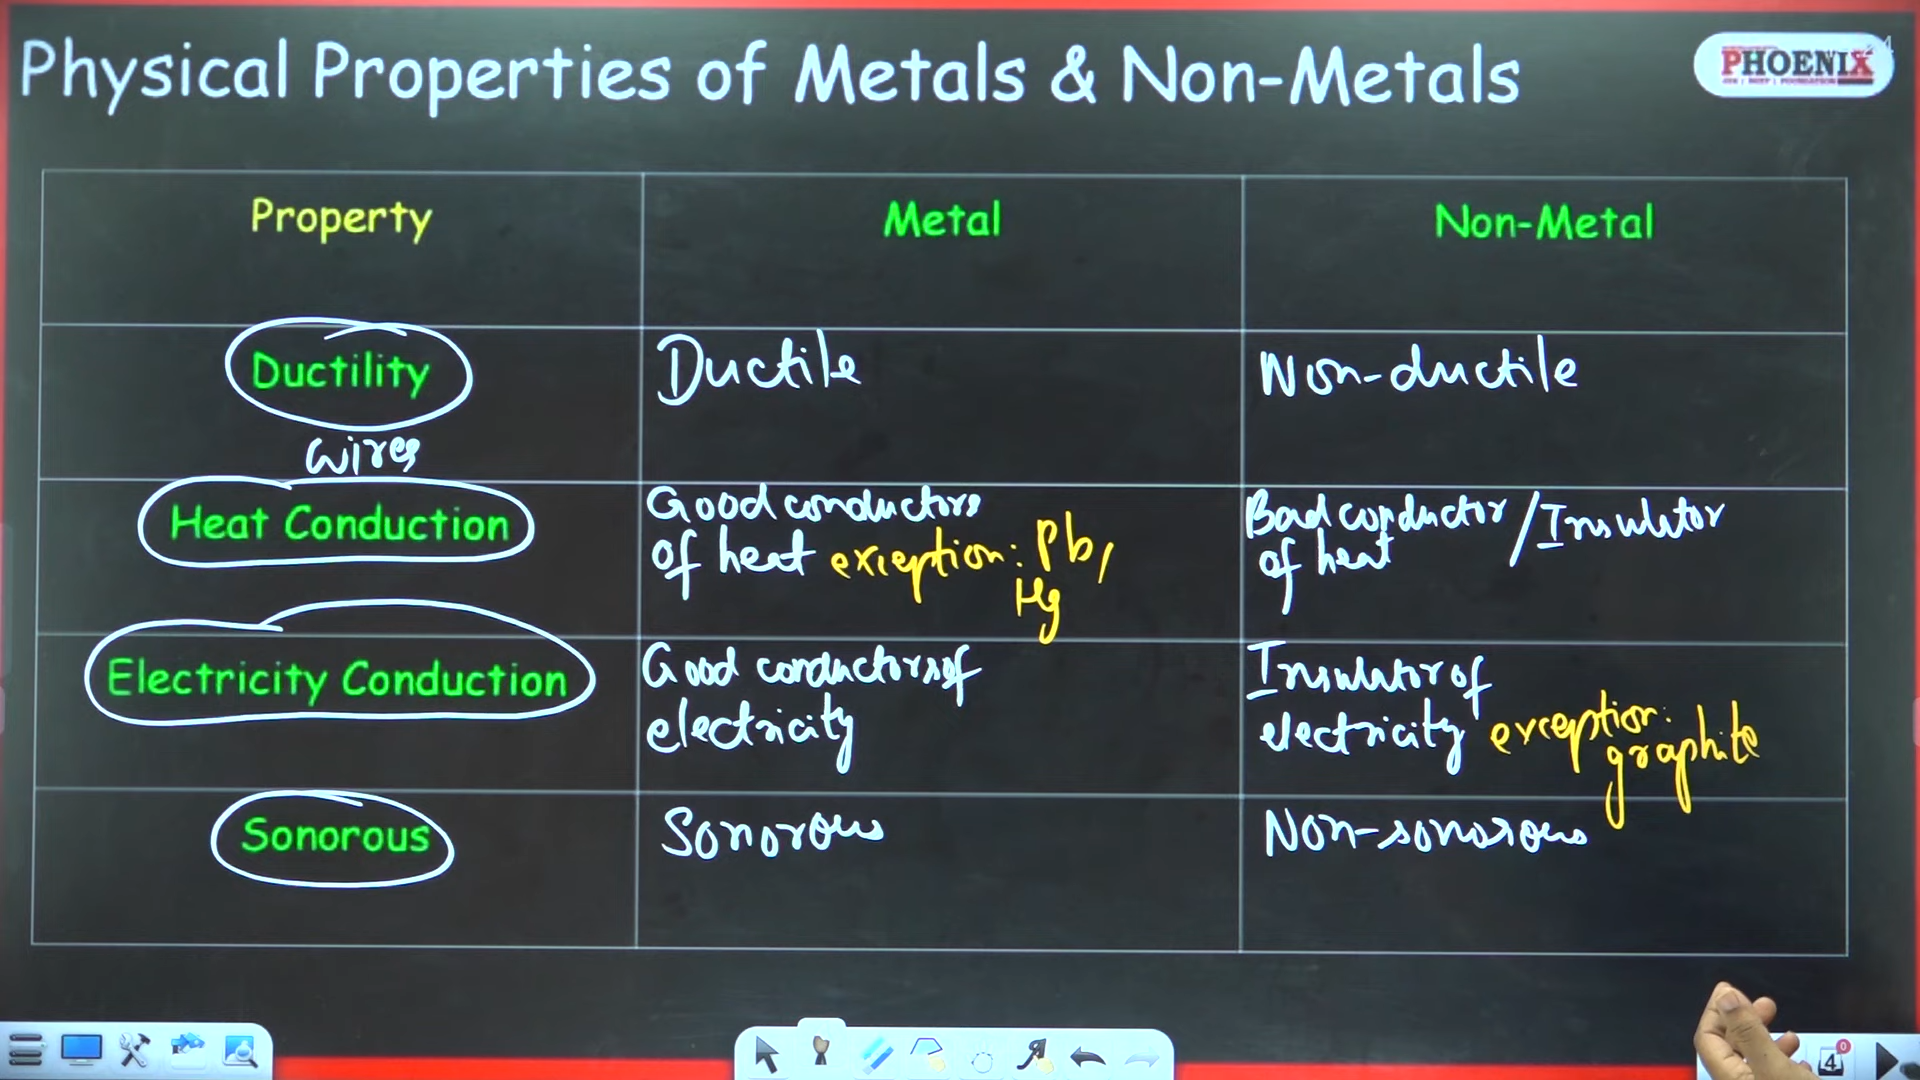 Physical Properties of Metals & Non-Metals
PHOENIX
Property
Metal
Non-Metal
Ductility
wires
Ductile
Non-ductile
Heat Conduction
Good conductors
of heat exception: Pb,
Hg
Bad conductor / Insulator
of heat
Electricity Conduction
Good conductors of
electricity
Insulator of
electricity exception:
graphite
Sonorous
Sonorous
Non-sonorous
4
0